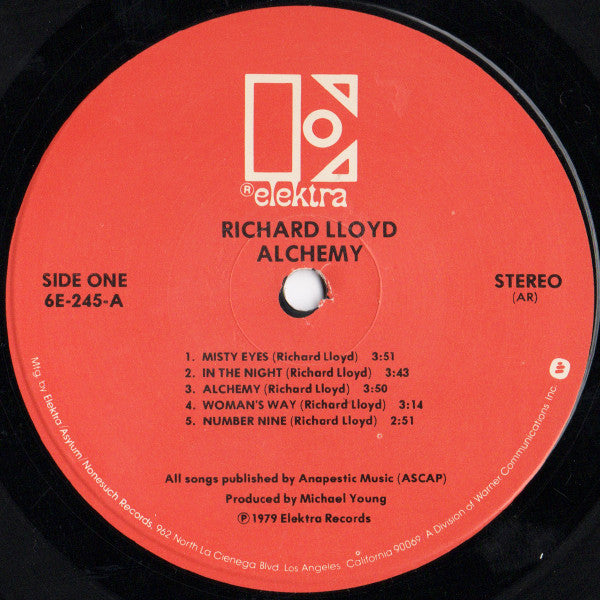 ® elektra
RICHARD LLOYD
ALCHEMY
SIDE ONE
6E-245-A
STEREO
(AR)
1. MISTY EYES (Richard Lloyd) 3:51
2. IN THE NIGHT (Richard Lloyd) 3:43
3. ALCHEMY (Richard Lloyd) 3:50
4. WOMAN'S WAY (Richard Lloyd) 3:14
5. NUMBER NINE (Richard Lloyd) 2:51
All songs published by Anapestic Music (ASCAP)
Produced by Michael Young
℗ 1979 Elektra Records
Mfg. by Elektra/Asylum/Nonesuch Records, 962 North La Cienega Blvd. Los Angeles, California 90069. A Division of Warner Communications Inc.